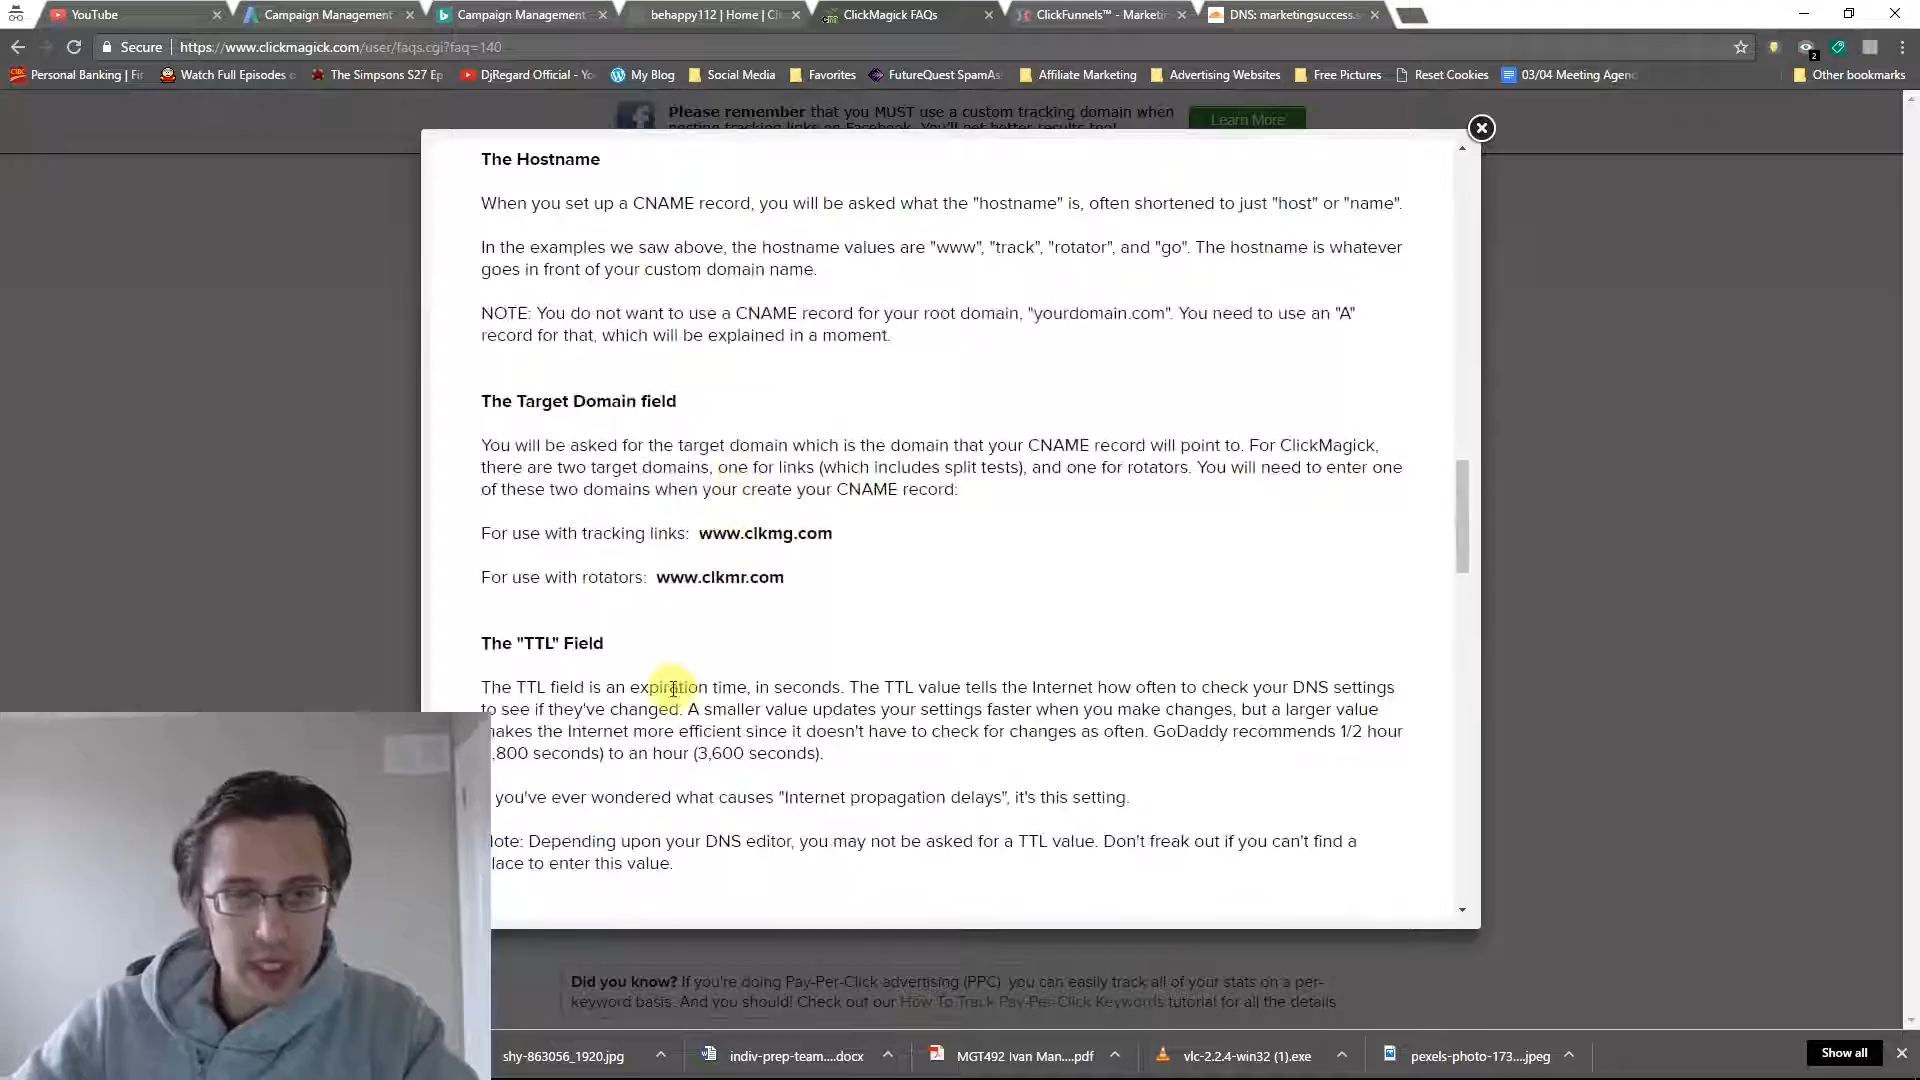 YouTube
Campaign Management
Campaign Management
behappy112 | Home | Cl
ClickMagick FAQs
ClickFunnels™ - Marketi
DNS: marketingsuccess.
Secure
https://www.clickmagick.com/user/faqs.cgi?faq=140
2
CIBC
Personal Banking | Fi
Watch Full Episodes o
The Simpsons S27 Ep
DjRegard Official - Yo
My Blog
Social Media
Favorites
FutureQuest SpamAs
Affiliate Marketing
Advertising Websites
Free Pictures
Reset Cookies
03/04 Meeting Agen
Other bookmarks
Please remember that you MUST use a custom tracking domain when
posting tracking links on Facebook. You'll get better results too!
Learn More
The Hostname
When you set up a CNAME record, you will be asked what the "hostname" is, often shortened to just "host" or "name".
In the examples we saw above, the hostname values are "www", "track", "rotator", and "go". The hostname is whatever
goes in front of your custom domain name.
NOTE: You do not want to use a CNAME record for your root domain, "yourdomain.com". You need to use an "A"
record for that, which will be explained in a moment.
The Target Domain field
You will be asked for the target domain which is the domain that your CNAME record will point to. For ClickMagick,
there are two target domains, one for links (which includes split tests), and one for rotators. You will need to enter one
of these two domains when your create your CNAME record:
For use with tracking links: www.clkmg.com
For use with rotators: www.clkmr.com
The "TTL" Field
The TTL field is an expiration time, in seconds. The TTL value tells the Internet how often to check your DNS settings
to see if they've changed. A smaller value updates your settings faster when you make changes, but a larger value
makes the Internet more efficient since it doesn't have to check for changes as often. GoDaddy recommends 1/2 hour
,800 seconds) to an hour (3,600 seconds).
you've ever wondered what causes "Internet propagation delays", it's this setting.
Note: Depending upon your DNS editor, you may not be asked for a TTL value. Don't freak out if you can't find a
place to enter this value.
Did you know? If you're doing Pay-Per-Click advertising (PPC) you can easily track all of your stats on a per-
keyword basis. And you should! Check out our How To Track Pay-Per-Click Keywords tutorial for all the details
shy-863056_1920.jpg
indiv-prep-team....docx
MGT492 Ivan Man....pdf
vlc-2.2.4-win32 (1).exe
pexels-photo-173....jpeg
Show all